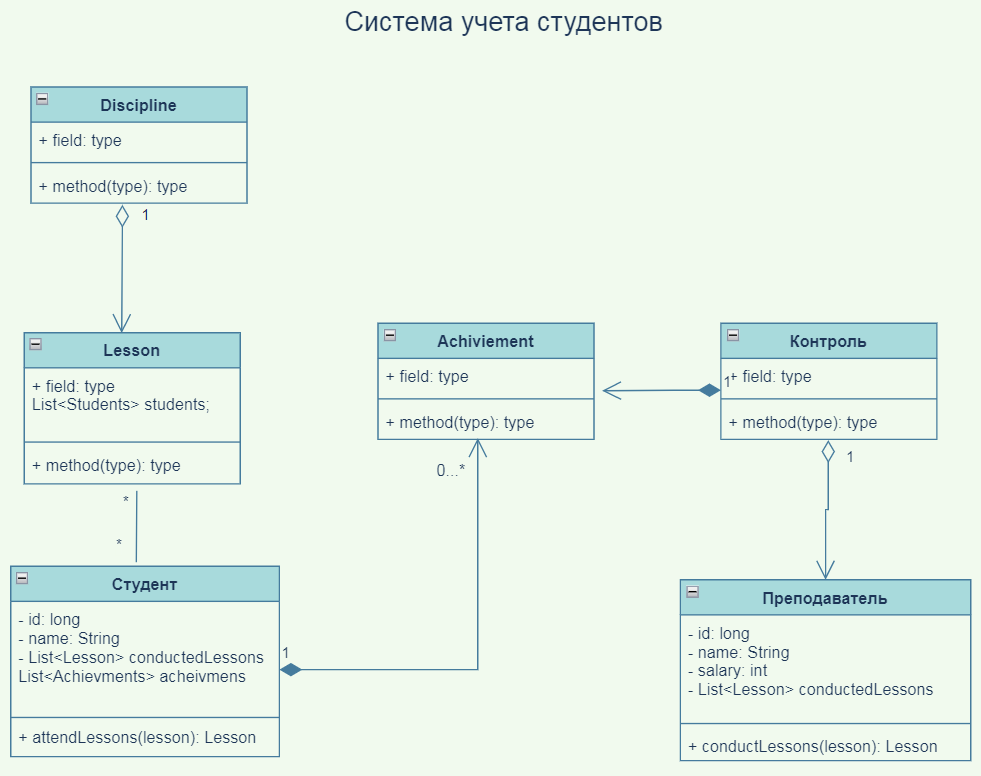 Система учета студентов
Discipline
+ field: type
+ method(type): type
1
Lesson
+ field: type
List<Students> students;
+ method(type): type
*
*
Студент
- id: long
- name: String
- List<Lesson> conductedLessons
List<Achievments> acheivmens
+ attendLessons(lesson): Lesson
1
Achiviement
+ field: type
+ method(type): type
0...*
Контроль
1
+ field: type
+ method(type): type
1
Преподаватель
- id: long
- name: String
- salary: int
- List<Lesson> conductedLessons
+ conductLessons(lesson): Lesson